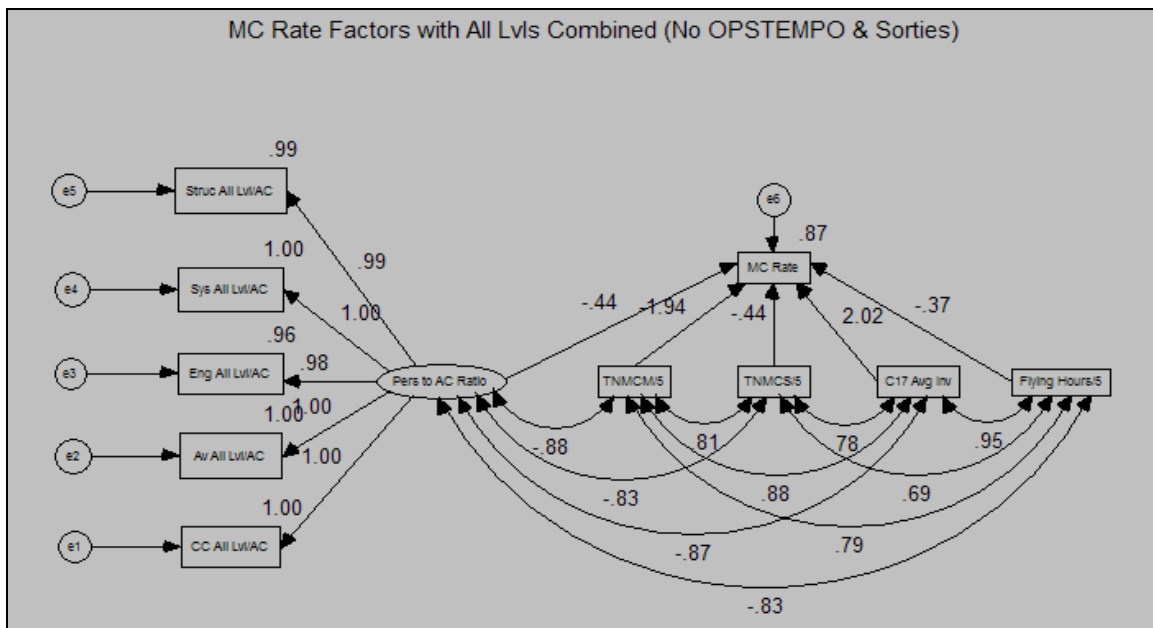 MC Rate Factors with All Lvls Combined (No OPSTEMPO & Sorties)
.99
e5
Struc All Lvl/AC
e6
.87
MC Rate
1.00
.99
e4
Sys All Lvl/AC
-.44
-1.94
-.44
2.02
-.37
1.00
.96
e3
Eng All Lvl/AC
.98
Pers to AC Ratio
TNMCM/5
TNMCS/5
C17 Avg Inv
Flying Hours/5
1.00
1.00
e2
Av All Lvl/AC
1.00
-.88
.81
.78
.95
-.83
.88
.69
1.00
e1
CC All Lvl/AC
-.87
.79
-.83